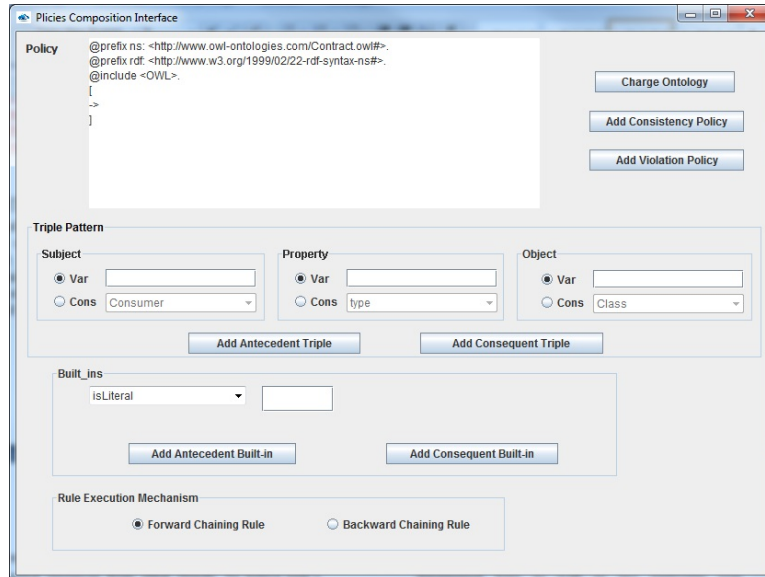 Plicies Composition Interface
Policy
@prefix ns: <http://www.owl-ontologies.com/Contract.owl#>.
@prefix rdf: <http://www.w3.org/1999/02/22-rdf-syntax-ns#>.
@include <OWL>.
[
->
]
Charge Ontology
Add Consistency Policy
Add Violation Policy
Triple Pattern
Subject
Var
Cons Consumer
Property
Var
Cons type
Object
Var
Cons Class
Add Antecedent Triple
Add Consequent Triple
Built_ins
isLiteral
Add Antecedent Built-in
Add Consequent Built-in
Rule Execution Mechanism
Forward Chaining Rule
Backward Chaining Rule